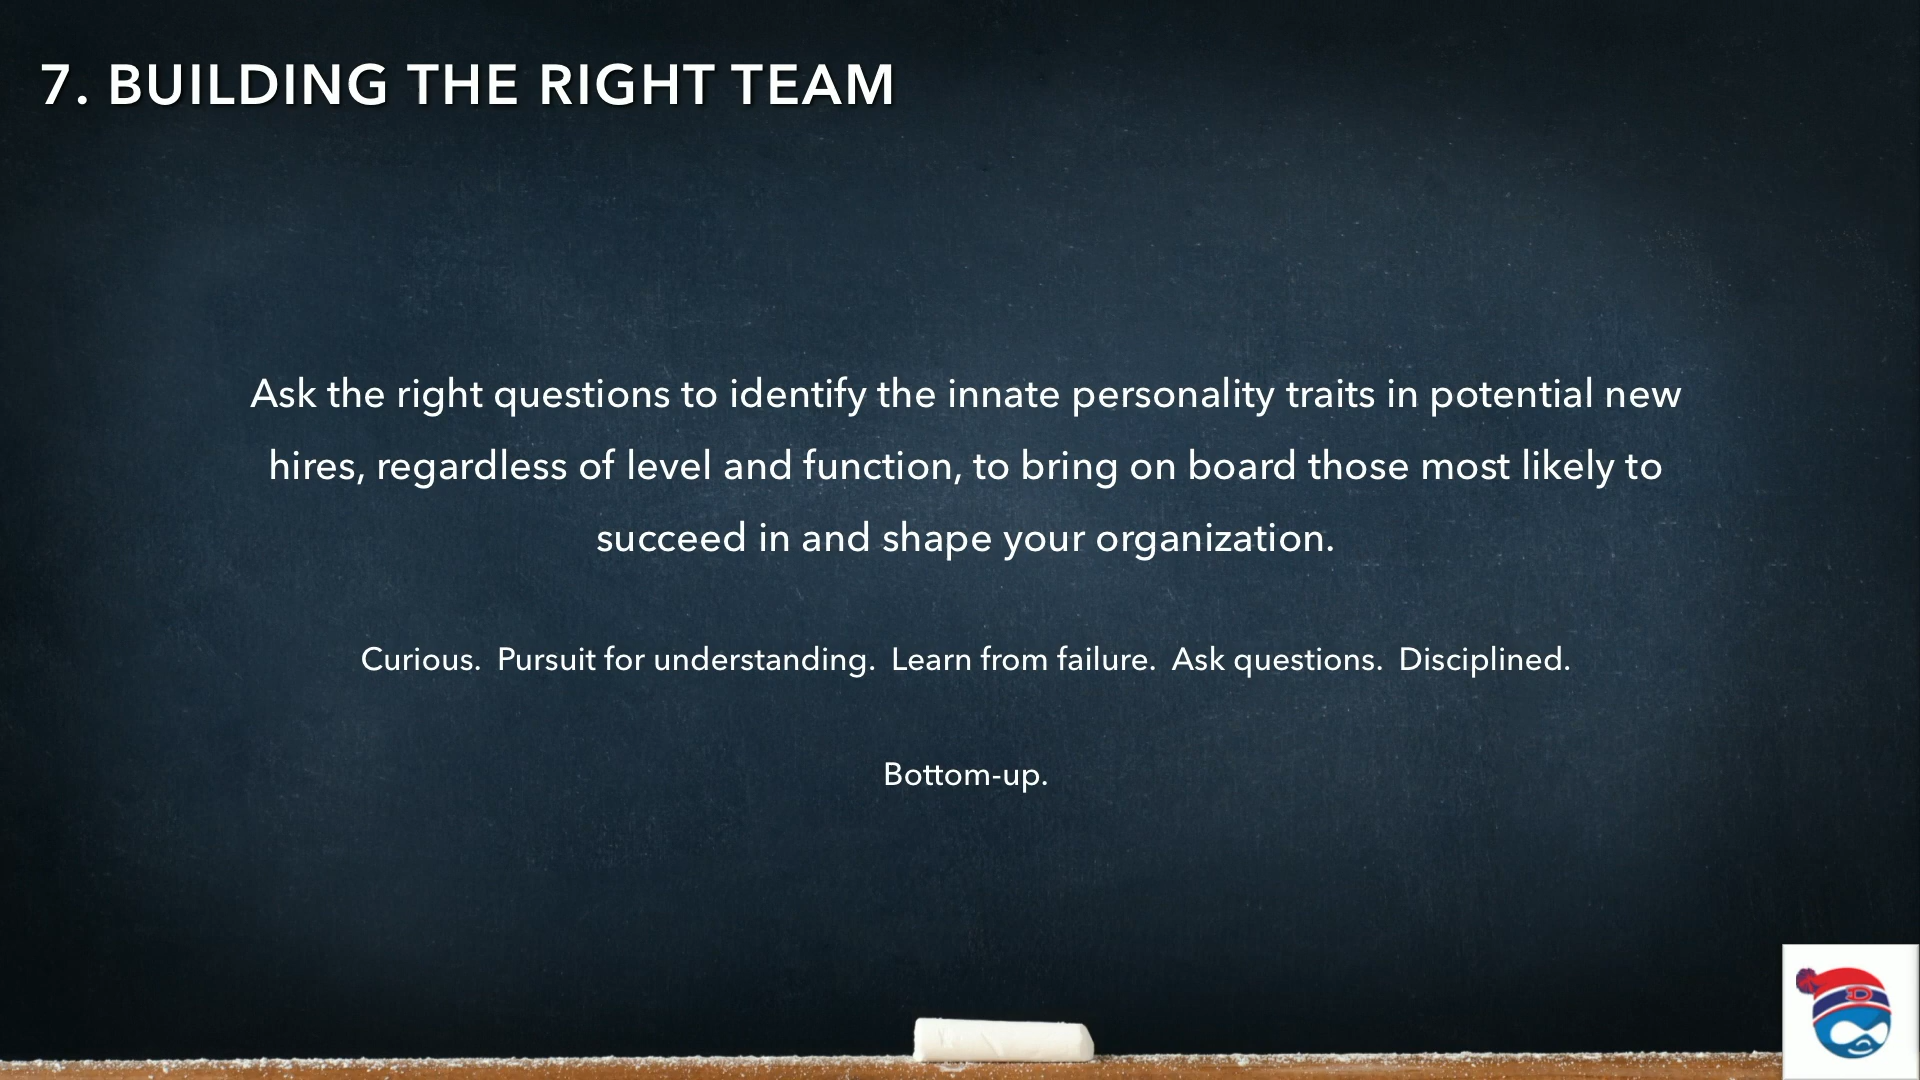 7. BUILDING THE RIGHT TEAM
Ask the right questions to identify the innate personality traits in potential new
hires, regardless of level and function, to bring on board those most likely to
succeed in and shape your organization.
Curious.  Pursuit for understanding.  Learn from failure.  Ask questions.  Disciplined.
Bottom-up.